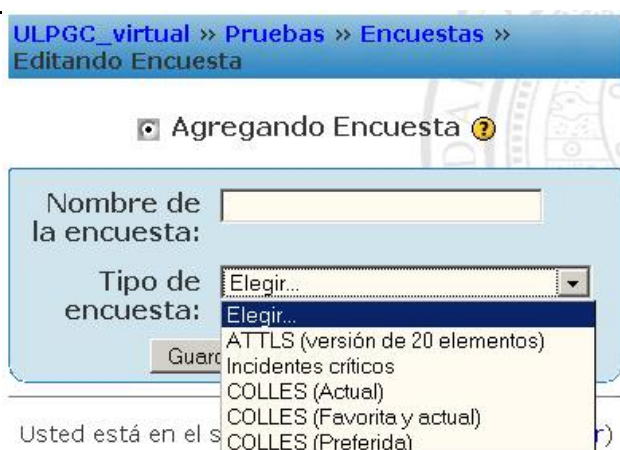 ULPGC_virtual » Pruebas » Encuestas »
Editando Encuesta
Agregando Encuesta ?
Nombre de
la encuesta:
Tipo de
encuesta:
Elegir...
Elegir...
ATTLS (versión de 20 elementos)
Incidentes críticos
COLLES (Actual)
COLLES (Favorita y actual)
COLLES (Preferida)
Usted está en el